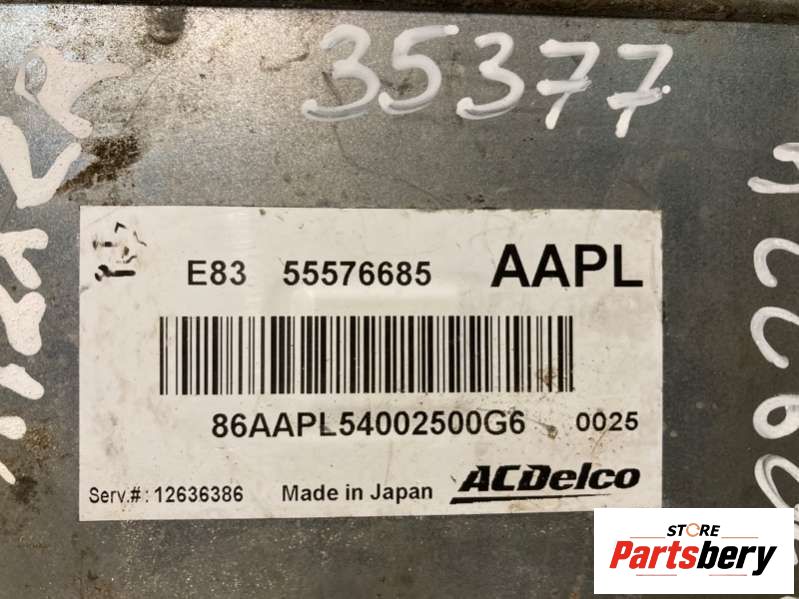 35377
E83 55576685 AAPL
86AAPL54002500G6 0025
Serv.#: 12636386 Made in Japan ACDelco
STORE
Partsbery